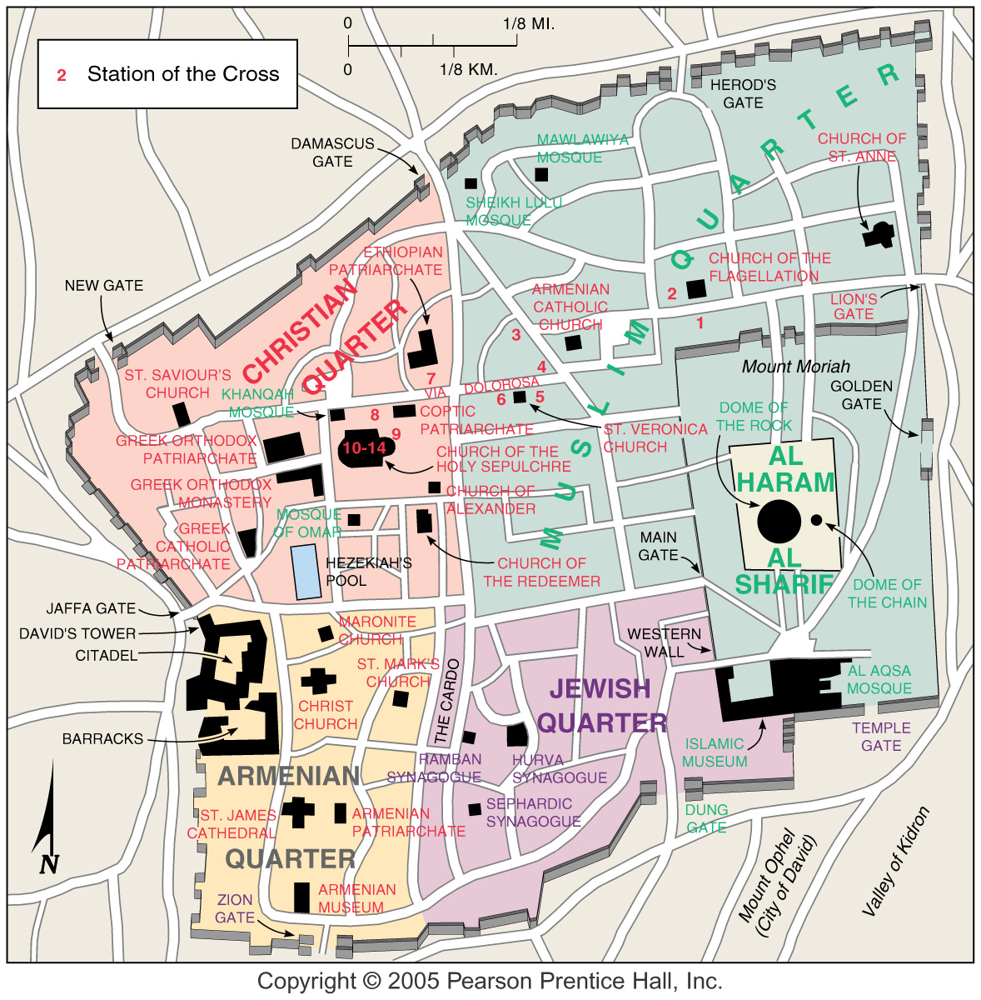 0
1/8 MI.
0
1/8 KM.
2 Station of the Cross
HEROD'S
GATE
DAMASCUS
GATE
MAWLAWIYA
MOSQUE
CHURCH OF
ST. ANNE
SHEIKH LULU
MOSQUE
MUSLIM QUARTER
ETHIOPIAN
PATRIARCHATE
CHURCH OF THE
FLAGELLATION
NEW GATE
ARMENIAN
CATHOLIC
CHURCH
2
1
LION'S
GATE
CHRISTIAN
QUARTER
3
4
Mount Moriah
ST. SAVIOUR'S
CHURCH
KHANQAH
MOSQUE
7
VIA DOLOROSA
6
5
GOLDEN
GATE
8
COPTIC
PATRIARCHATE
DOME OF
THE ROCK
9
ST. VERONICA
CHURCH
GREEK ORTHODOX
PATRIARCHATE
10-14
CHURCH OF THE
HOLY SEPULCHRE
AL
HARAM
GREEK ORTHODOX
MONASTERY
CHURCH OF
ALEXANDER
MOSQUE
OF OMAR
GREEK
CATHOLIC
PATRIARCHATE
MAIN
GATE
HEZEKIAH'S
POOL
CHURCH OF
THE REDEEMER
AL
SHARIF
DOME OF
THE CHAIN
JAFFA GATE
DAVID'S TOWER
CITADEL
MARONITE
CHURCH
WESTERN
WALL
ST. MARK'S
CHURCH
THE CARDO
AL AQSA
MOSQUE
JEWISH
QUARTER
CHRIST
CHURCH
BARRACKS
TEMPLE
GATE
ISLAMIC
MUSEUM
RAMBAN
SYNAGOGUE
HURVA
SYNAGOGUE
ARMENIAN
QUARTER
ST. JAMES
CATHEDRAL
ARMENIAN
PATRIARCHATE
SEPHARDIC
SYNAGOGUE
DUNG
GATE
N
Mount Ophel
(City of David)
Valley of Kidron
ZION
GATE
ARMENIAN
MUSEUM
Copyright © 2005 Pearson Prentice Hall, Inc.